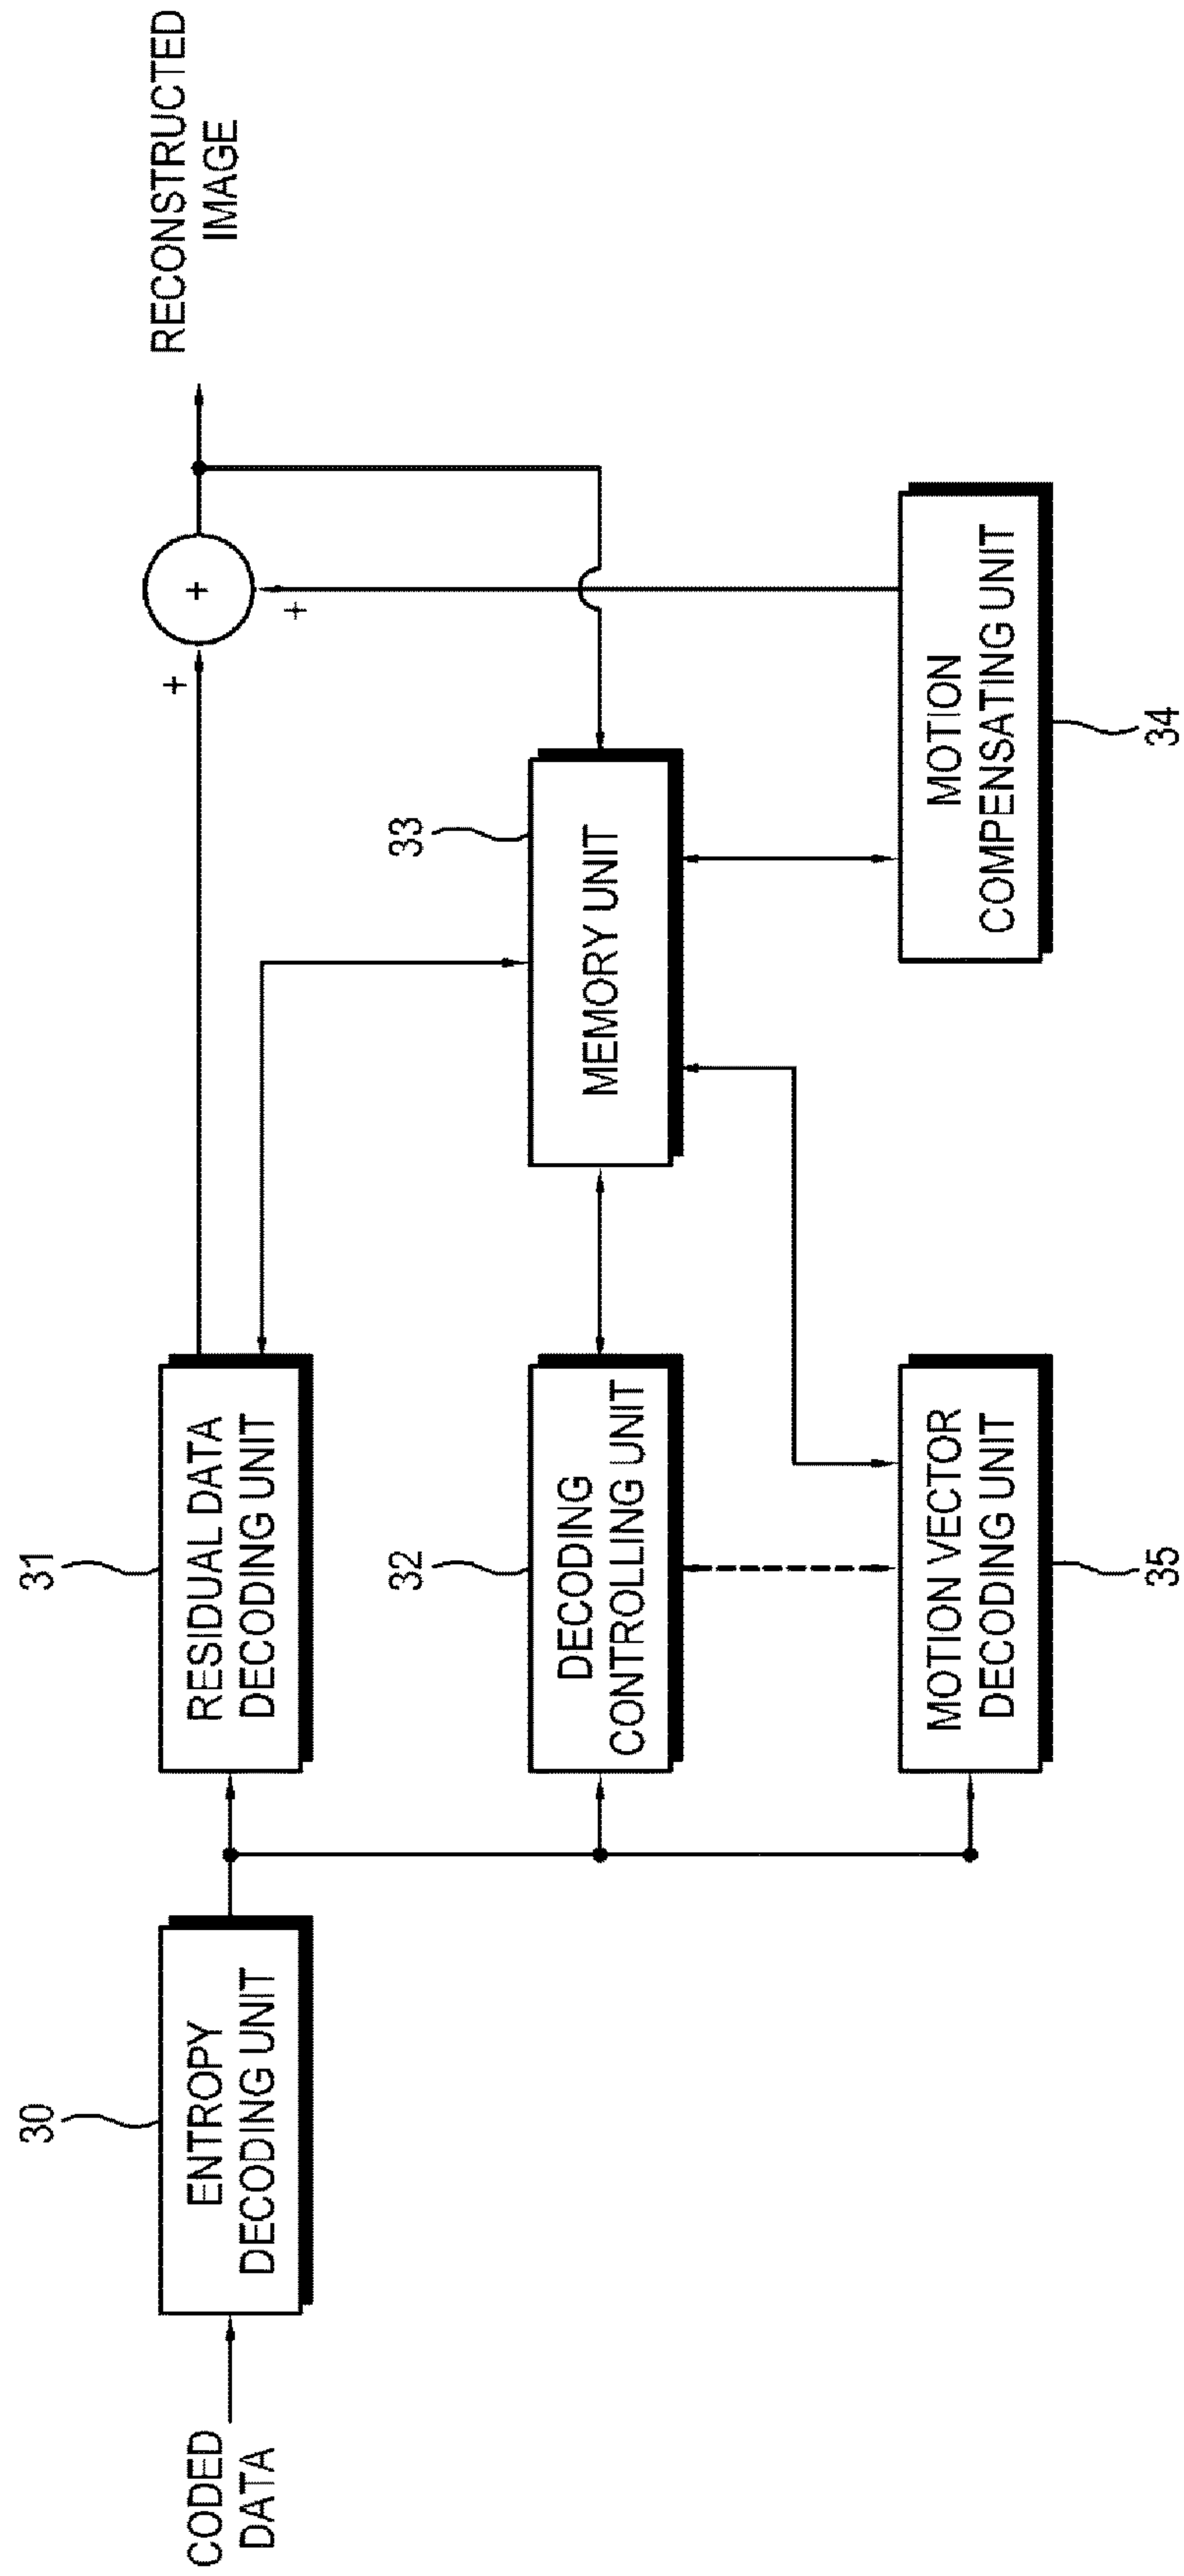 CODED
DATA
30
ENTROPY
DECODING UNIT
31
RESIDUAL DATA
DECODING UNIT
32
DECODING
CONTROLLING UNIT
MOTION VECTOR
DECODING UNIT
35
33
MEMORY UNIT
MOTION
COMPENSATING UNIT
34
+
+
+
RECONSTRUCTED
IMAGE